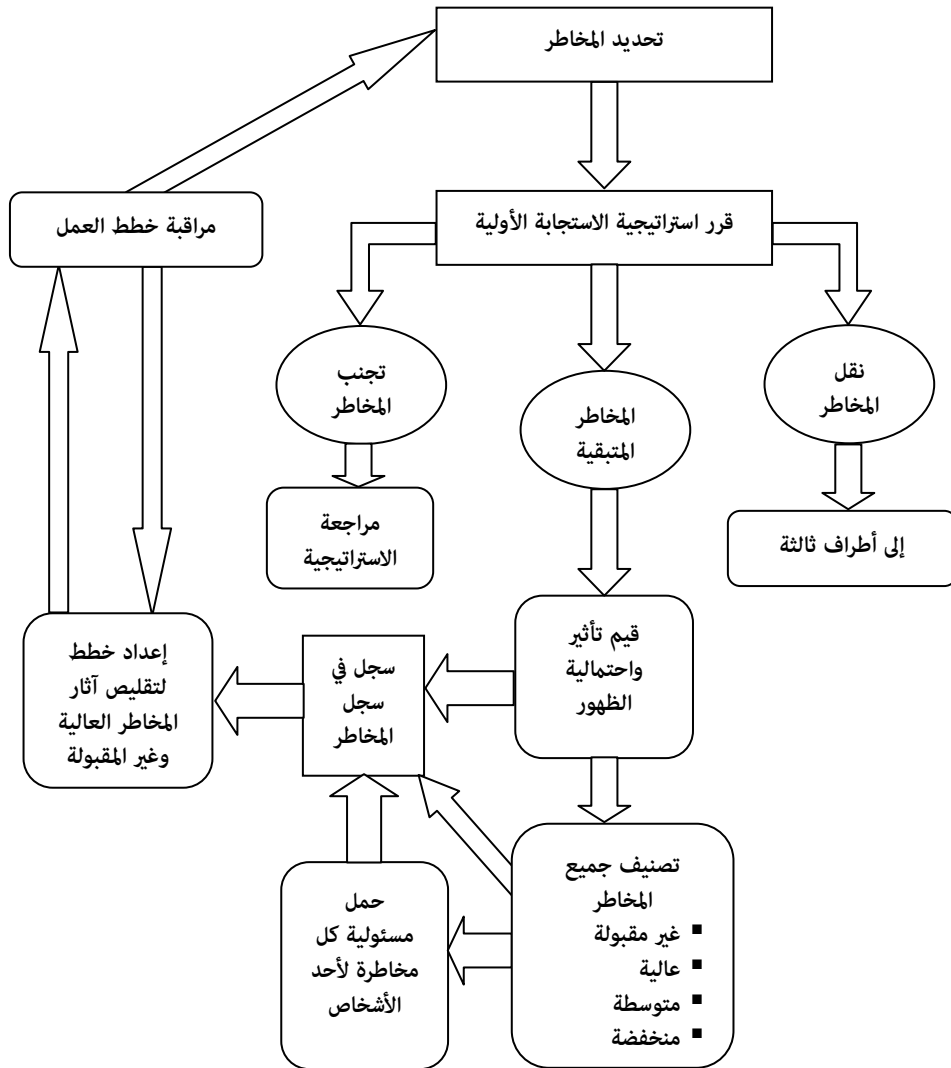 تحديد المخاطر
مراقبة خطط العمل
قرر استراتيجية الاستجابة الأولية
تجنب
المخاطر
المخاطر
المتبقية
نقل
المخاطر
مراجعة
الاستراتيجية
إلى أطراف ثالثة
قيم تأثير
واحتمالية
الظهور
سجل في
سجل
المخاطر
إعداد خطط
لتقليص آثار
المخاطر العالية
وغير المقبولة
تصنيف جميع
المخاطر
▪ غير مقبولة
▪ عالية
▪ متوسطة
▪ منخفضة
حمل
مسئولية كل
مخاطرة لأحد
الأشخاص